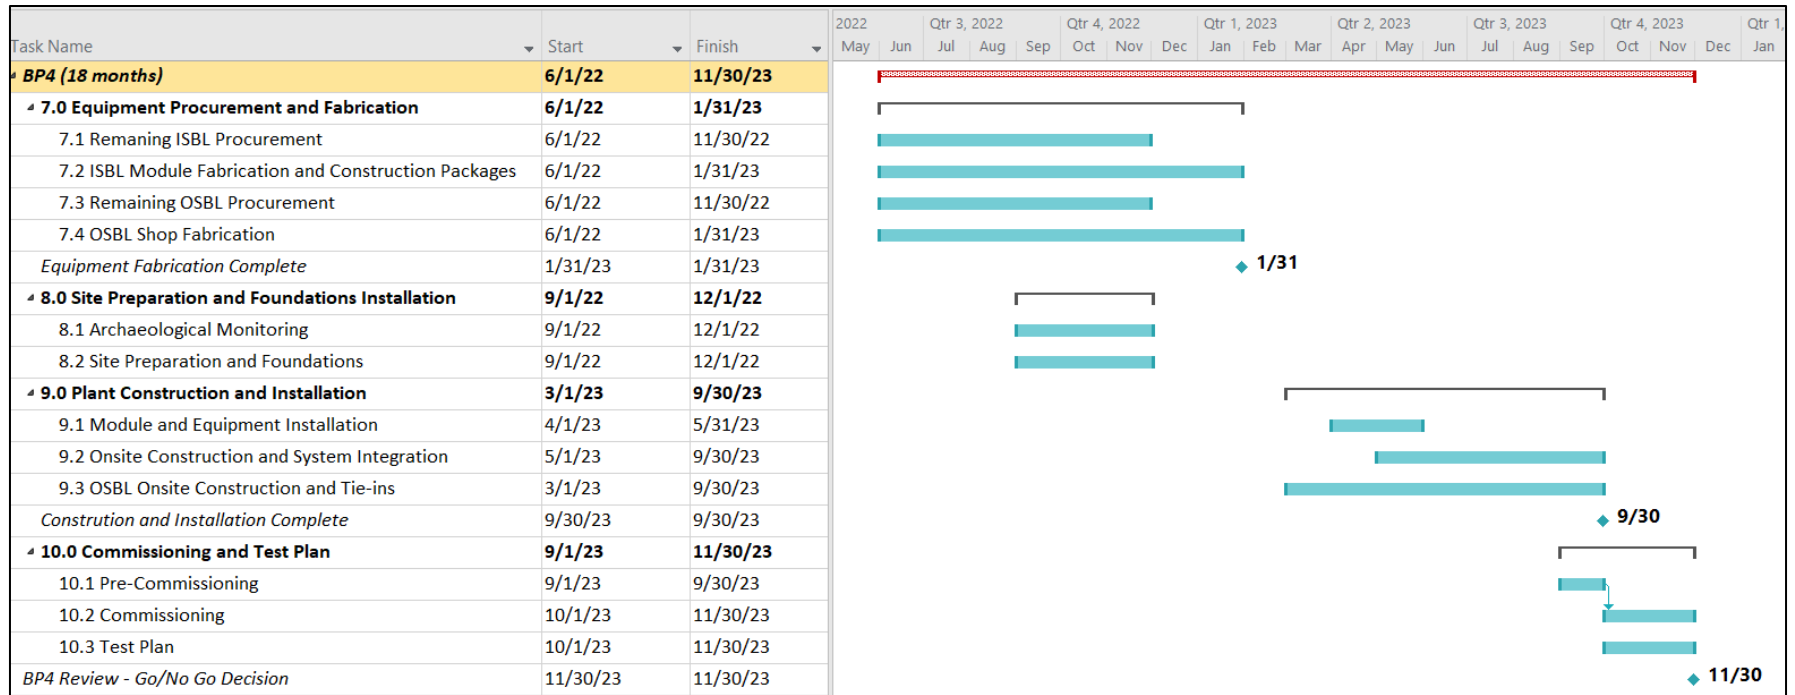 2022 Qtr 3, 2022 Qtr 4, 2022 Qtr 1, 2023 Qtr 2, 2023 Qtr 3, 2023 Qtr 4, 2023 Qtr 1,
Task Name Start Finish May Jun Jul Aug Sep Oct Nov Dec Jan Feb Mar Apr May Jun Jul Aug Sep Oct Nov Dec Jan
BP4 (18 months) 6/1/22 11/30/23
7.0 Equipment Procurement and Fabrication 6/1/22 1/31/23
7.1 Remaning ISBL Procurement 6/1/22 11/30/22
7.2 ISBL Module Fabrication and Construction Packages 6/1/22 1/31/23
7.3 Remaining OSBL Procurement 6/1/22 11/30/22
7.4 OSBL Shop Fabrication 6/1/22 1/31/23
Equipment Fabrication Complete 1/31/23 1/31/23 1/31
8.0 Site Preparation and Foundations Installation 9/1/22 12/1/22
8.1 Archaeological Monitoring 9/1/22 12/1/22
8.2 Site Preparation and Foundations 9/1/22 12/1/22
9.0 Plant Construction and Installation 3/1/23 9/30/23
9.1 Module and Equipment Installation 4/1/23 5/31/23
9.2 Onsite Construction and System Integration 5/1/23 9/30/23
9.3 OSBL Onsite Construction and Tie-ins 3/1/23 9/30/23
Constrution and Installation Complete 9/30/23 9/30/23 9/30
10.0 Commissioning and Test Plan 9/1/23 11/30/23
10.1 Pre-Commissioning 9/1/23 9/30/23
10.2 Commissioning 10/1/23 11/30/23
10.3 Test Plan 10/1/23 11/30/23
BP4 Review - Go/No Go Decision 11/30/23 11/30/23 11/30